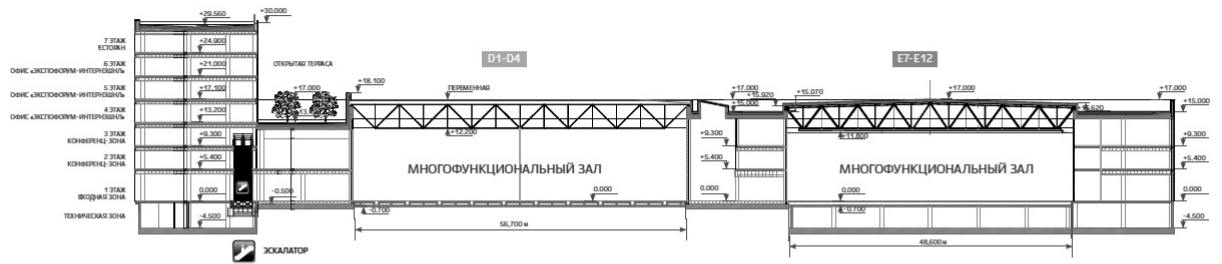 +29.560
+30.000
7 ЭТАЖ
ЕСТОРАН
+24.900
6 ЭТАЖ
ОФИС «ЭКСПОФОРУМ-ИНТЕРНЭШНЛ»
+21.000
5 ЭТАЖ
ОФИС «ЭКСПОФОРУМ-ИНТЕРНЭШНЛ»
+17.100
4 ЭТАЖ
ОФИС «ЭКСПОФОРУМ-ИНТЕРНЭШНЛ»
+13.200
3 ЭТАЖ
КОНФЕРЕНЦ-ЗОНА
+9.300
2 ЭТАЖ
КОНФЕРЕНЦ-ЗОНА
+5.400
1 ЭТАЖ
ВХОДНАЯ ЗОНА
0.000
ТЕХНИЧЕСКАЯ ЗОНА
-4.500
ЭСКАЛАТОР
ОТКРЫТАЯ ТЕРРАСА
+17.000
-0.500
D1-D4
+18.100
ПЕРЕМЕННАЯ
+12.200
МНОГОФУНКЦИОНАЛЬНЫЙ ЗАЛ
0.000
-0.700
56,700 м
+17.000
+15.920
+15.000
+9.300
+5.400
0.000
E7-E12
+15.070
+17.000
+11.800
МНОГОФУНКЦИОНАЛЬНЫЙ ЗАЛ
0.000
-0.700
48,600 м
+17.000
+15.000
+9.300
+5.400
0.000
-4.500